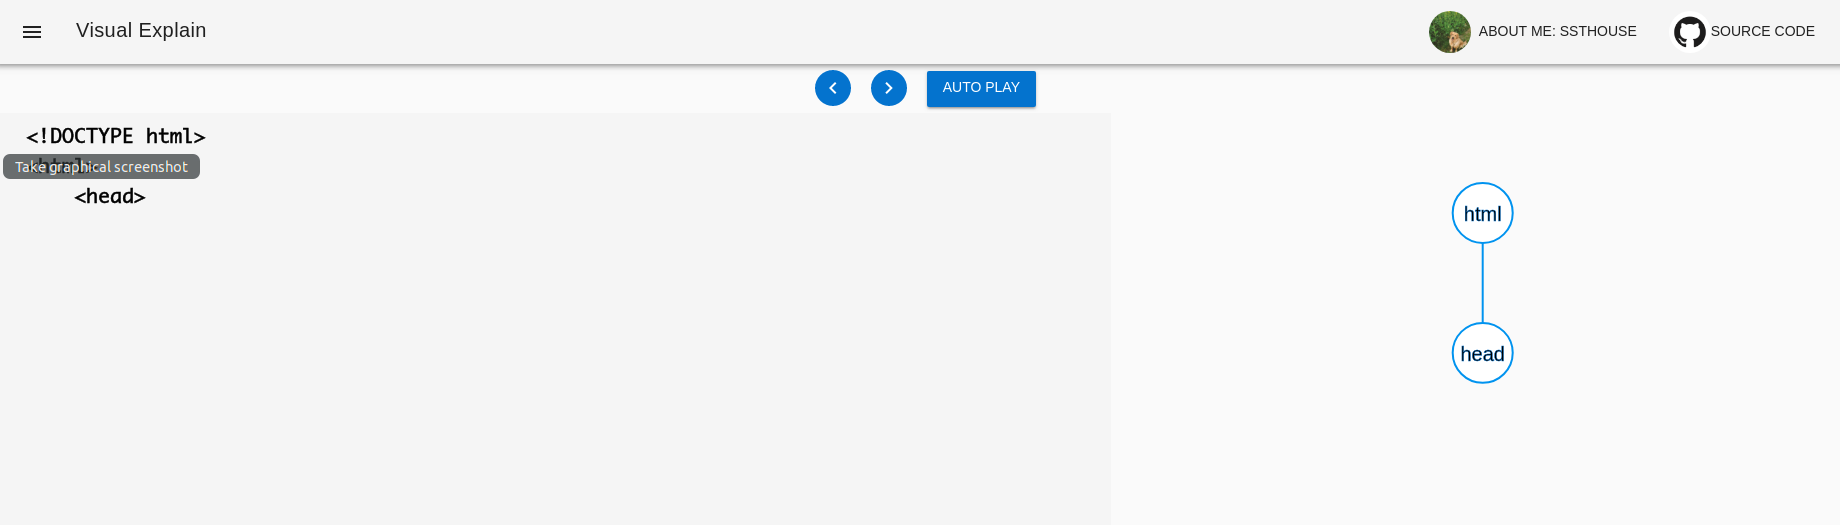 Visual Explain
ABOUT ME: SSTHOUSE
SOURCE CODE
AUTO PLAY
<!DOCTYPE html>
Take graphical screenshot
<head>
html
head